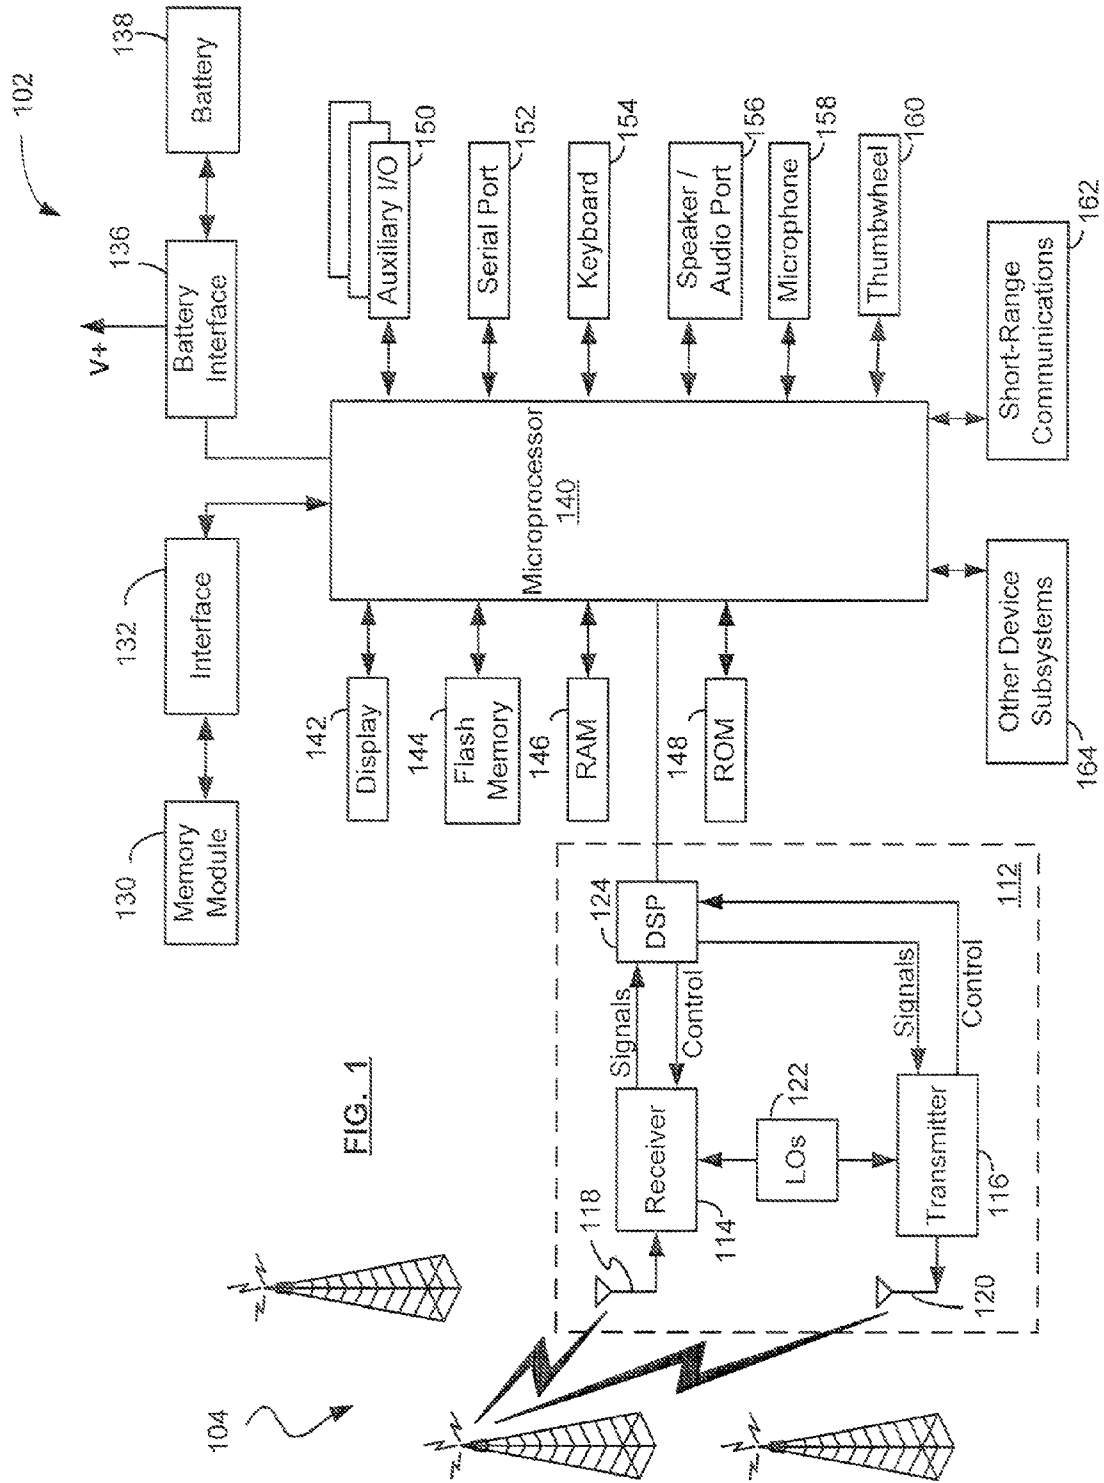 102
138
Battery
136
Battery
Interface
V+
132
Interface
130
Memory
Module
150
Auxiliary I/O
152
Serial Port
154
Keyboard
156
Speaker /
Audio Port
158
Microphone
160
Thumbwheel
162
Short-Range
Communications
Microprocessor
140
142
Display
144
Flash
Memory
146
RAM
148
ROM
Other Device
Subsystems
164
112
124
DSP
Signals
Control
Signals
Control
Receiver
114
122
LOs
Transmitter
116
118
120
104
FIG. 1